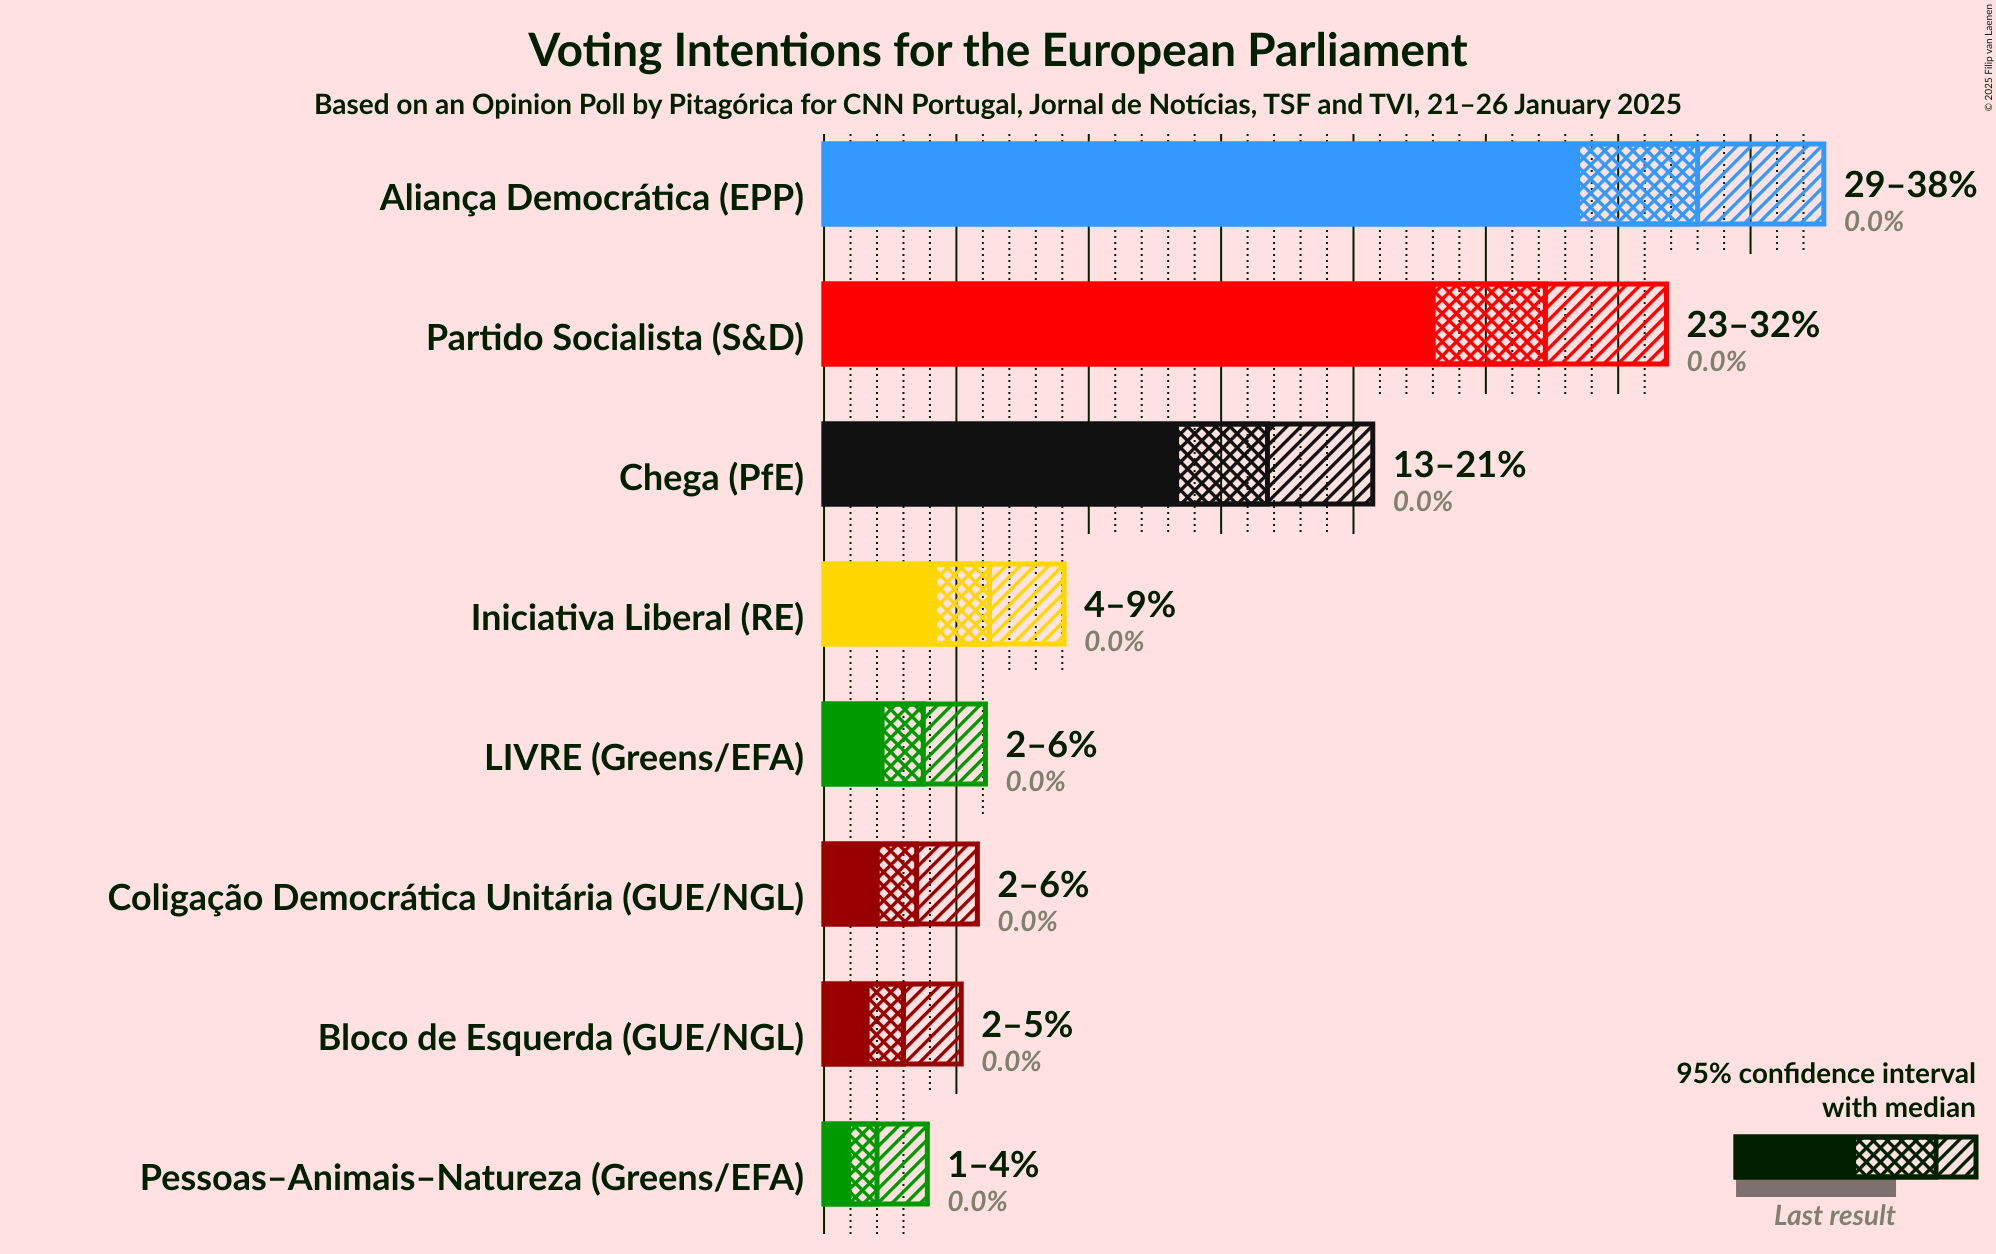 Voting Intentions for the European Parliament
Based on an Opinion Poll by Pitagórica for CNN Portugal, Jornal de Notícias, TSF and TVI, 21–26 January 2025
© 2025 Filip van Laenen
Aliança Democrática (EPP)
29–38%
0.0%
Partido Socialista (S&D)
23–32%
0.0%
Chega (PfE)
13–21%
0.0%
Iniciativa Liberal (RE)
4–9%
0.0%
LIVRE (Greens/EFA)
2–6%
0.0%
Coligação Democrática Unitária (GUE/NGL)
2–6%
0.0%
Bloco de Esquerda (GUE/NGL)
2–5%
0.0%
Pessoas–Animais–Natureza (Greens/EFA)
1–4%
0.0%
95% confidence interval
with median
Last result